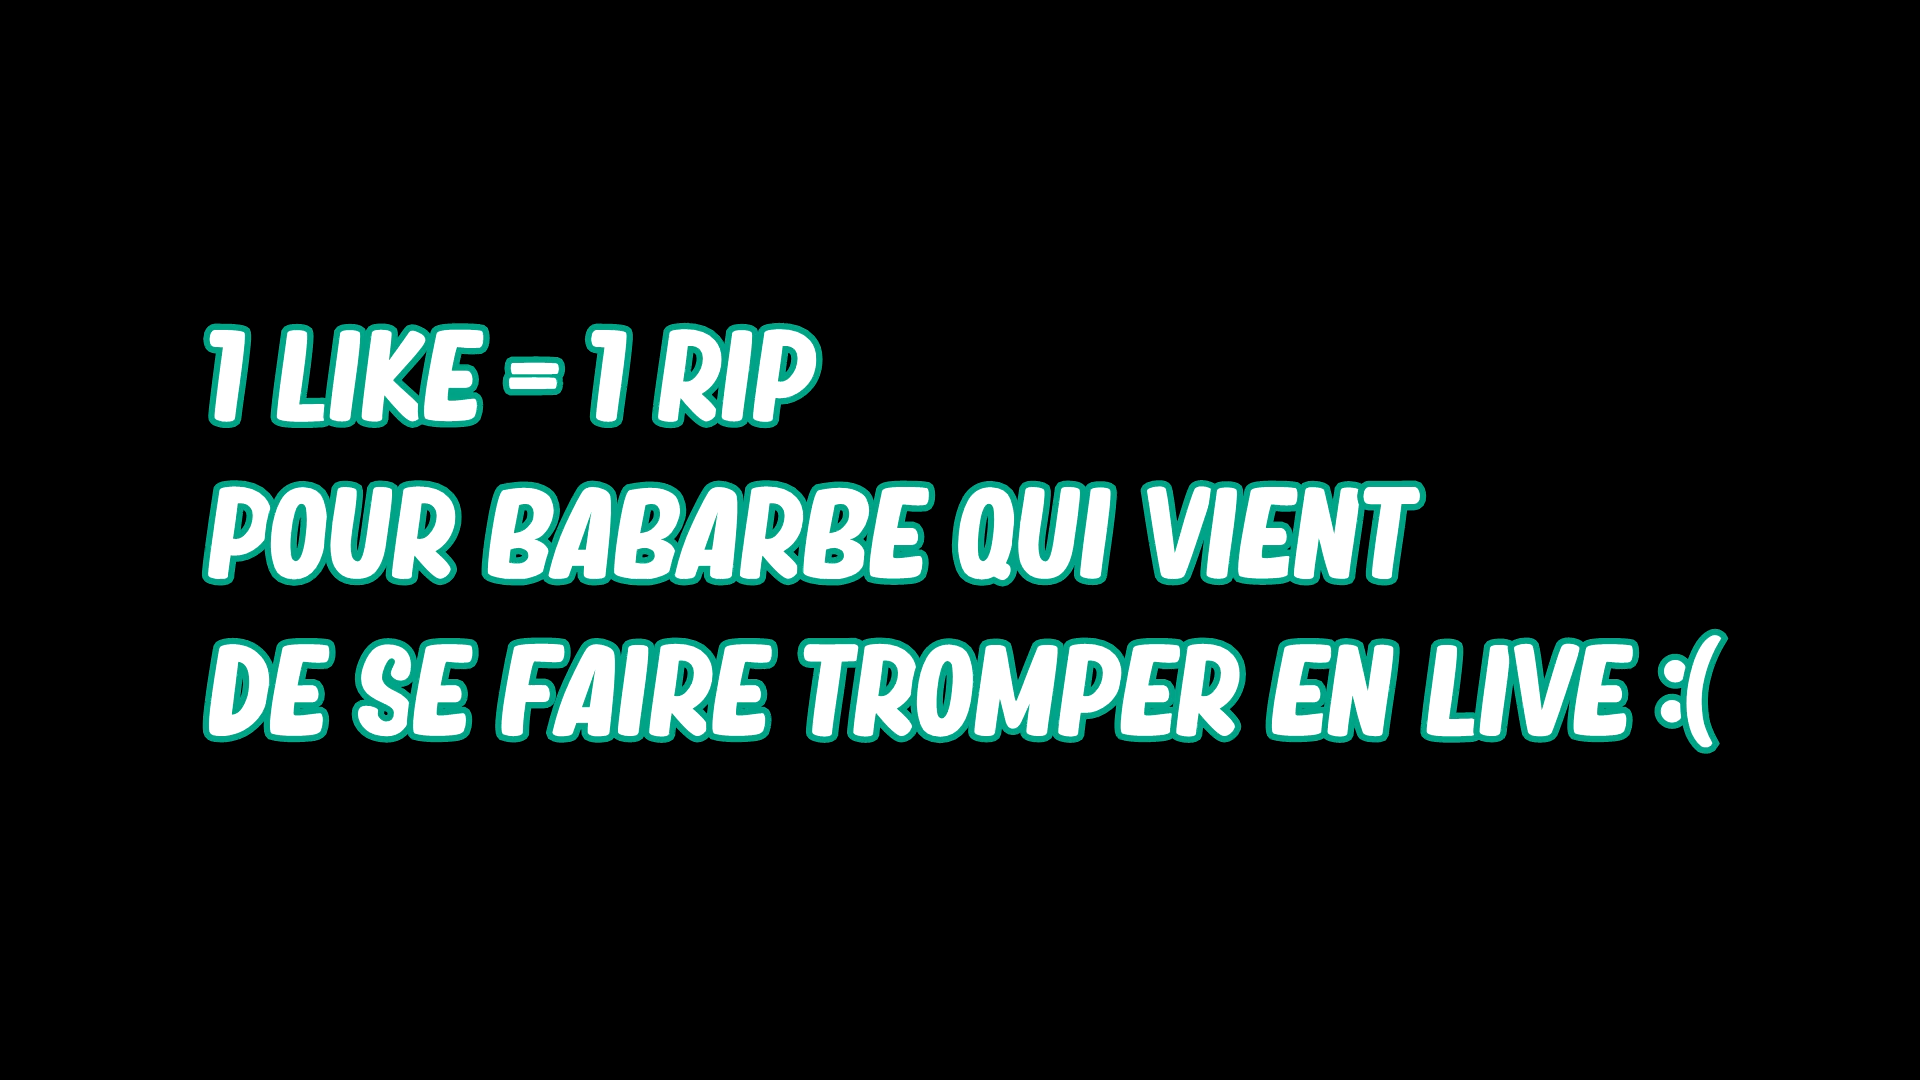 1 LIKE = 1 RIP
POUR BABARBE QUI VIENT
DE SE FAIRE TROMPER EN LIVE :(